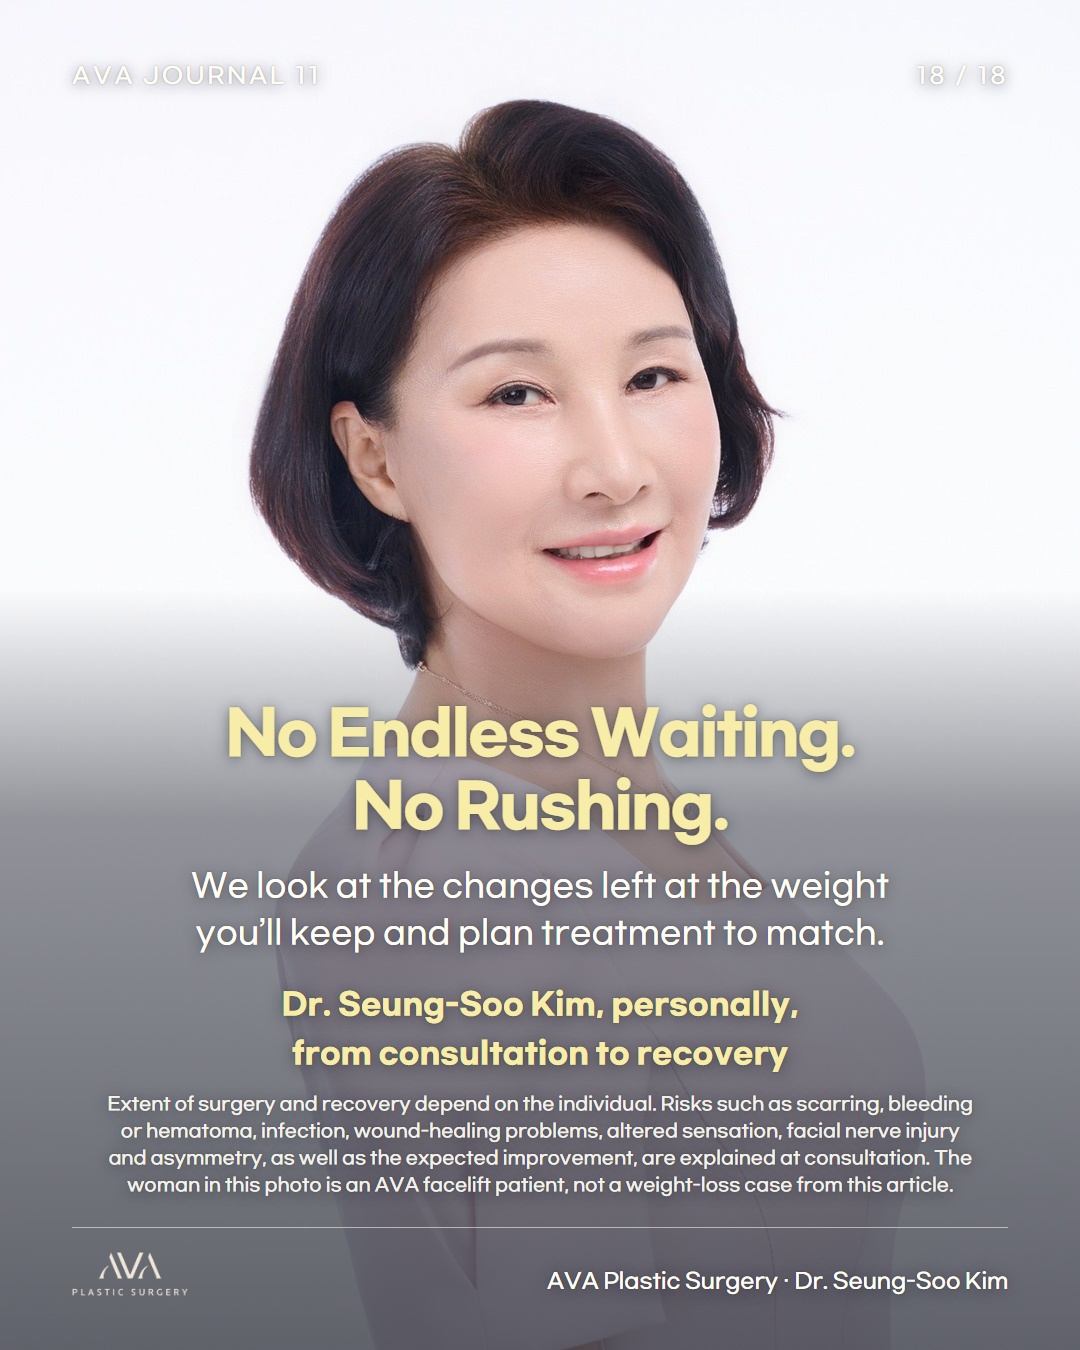 AVA JOURNAL 11
18 / 18
No Endless Waiting.
No Rushing.
We look at the changes left at the weight
you’ll keep and plan treatment to match.
Dr. Seung-Soo Kim, personally,
from consultation to recovery
Extent of surgery and recovery depend on the individual. Risks such as scarring, bleeding
or hematoma, infection, wound-healing problems, altered sensation, facial nerve injury
and asymmetry, as well as the expected improvement, are explained at consultation. The
woman in this photo is an AVA facelift patient, not a weight-loss case from this article.
AVA
PLASTIC SURGERY
AVA Plastic Surgery · Dr. Seung-Soo Kim